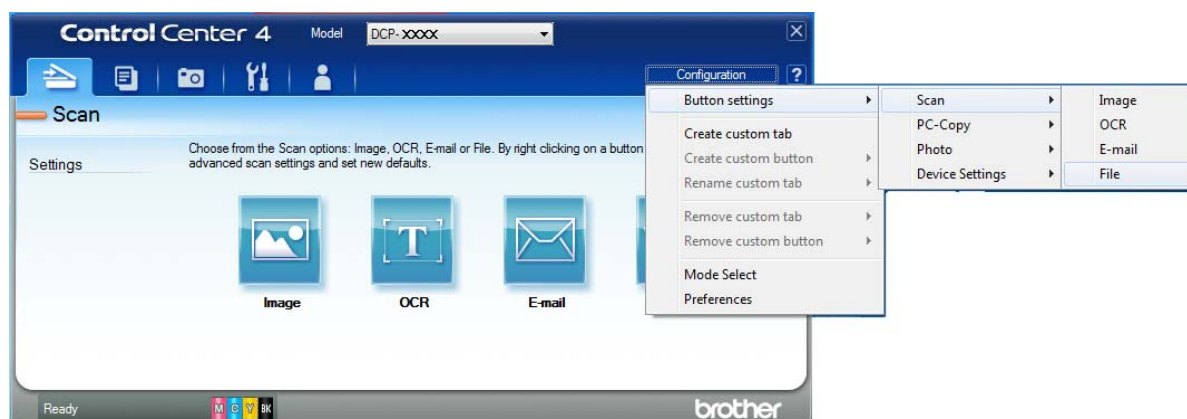 Control Center 4
Model
DCP-XXXX
Configuration
?
Scan
Settings
Choose from the Scan options: Image, OCR, E-mail or File. By right clicking on a button
advanced scan settings and set new defaults.
T
Image
OCR
E-mail
Button settings
Create custom tab
Create custom button
Rename custom tab
Remove custom tab
Remove custom button
Mode Select
Preferences
Scan
PC-Copy
Photo
Device Settings
Image
OCR
E-mail
File
Ready
M C Y BK
brother